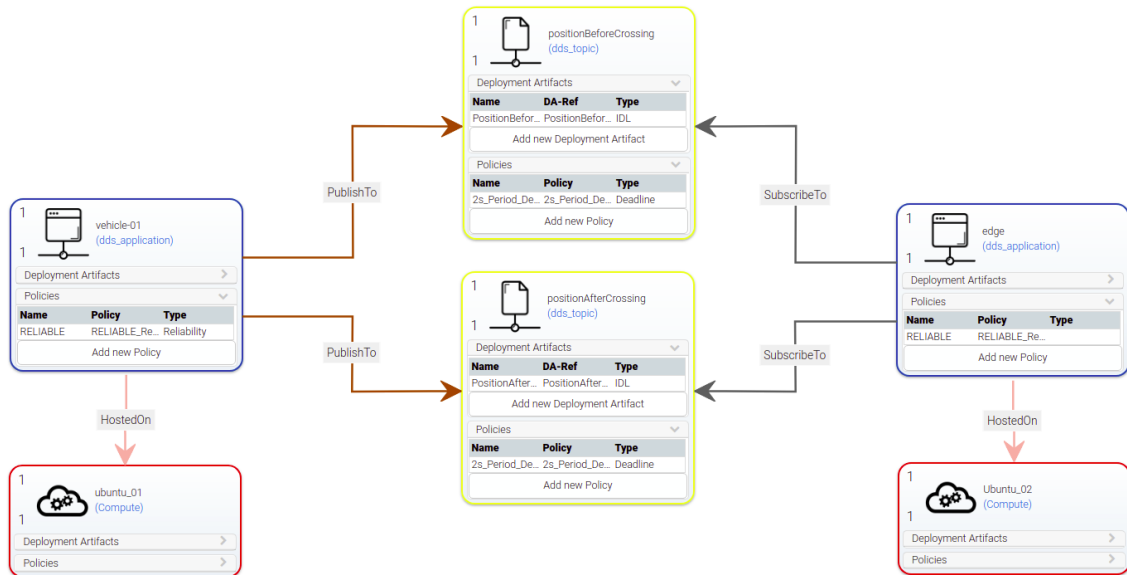 1
positionBeforeCrossing
(dds_topic)
1
Deployment Artifacts
Name DA-Ref Type
PositionBefor... PositionBefor... IDL
Add new Deployment Artifact
Policies
Name Policy Type
2s_Period_De... 2s_Period_De... Deadline
Add new Policy
PublishTo
SubscribeTo
1
vehicle-01
(dds_application)
1
Deployment Artifacts
Policies
Name Policy Type
RELIABLE RELIABLE_Re... Reliability
Add new Policy
1
edge
(dds_application)
1
Deployment Artifacts
Policies
Name Policy Type
RELIABLE RELIABLE_Re...
Add new Policy
1
positionAfterCrossing
(dds_topic)
1
Deployment Artifacts
Name DA-Ref Type
PositionAfter... PositionAfter... IDL
Add new Deployment Artifact
Policies
Name Policy Type
2s_Period_De... 2s_Period_De... Deadline
Add new Policy
PublishTo
SubscribeTo
HostedOn
HostedOn
1
ubuntu_01
(Compute)
1
Deployment Artifacts
Policies
1
Ubuntu_02
(Compute)
1
Deployment Artifacts
Policies